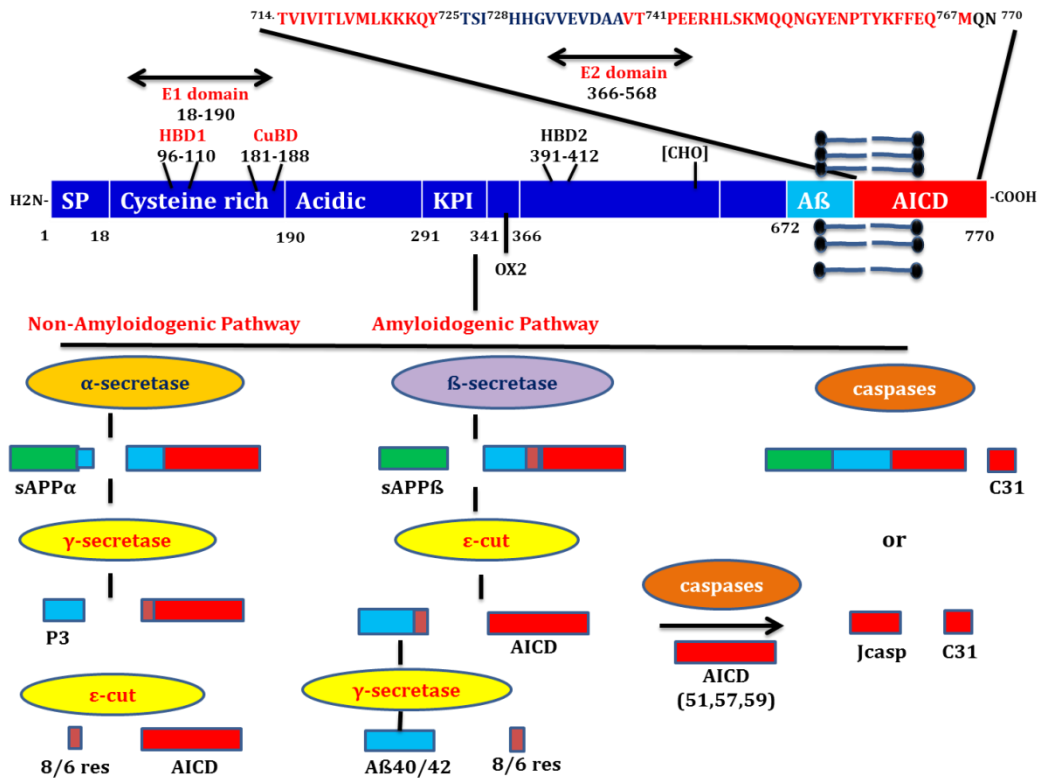 714.TVIVITLVMLKKKQY725TSI728HHGVVEVDAAVT741PEERHLSKMQQNGYENPTYKFFEQ767MQN 770
E1 domain
18-190
E2 domain
366-568
HBD1
96-110
CuBD
181-188
HBD2
391-412
[CHO]
H2N- SP Cysteine rich Acidic KPI Aß AICD -COOH
1 18 190 291 341 366 672 770
OX2
Non-Amyloidogenic Pathway Amyloidogenic Pathway
α-secretase ß-secretase caspases
sAPPα sAPPß C31
γ-secretase ε-cut or
caspases
P3 AICD Jcasp C31
AICD
(51,57,59)
ε-cut γ-secretase
8/6 res AICD Aß40/42 8/6 res